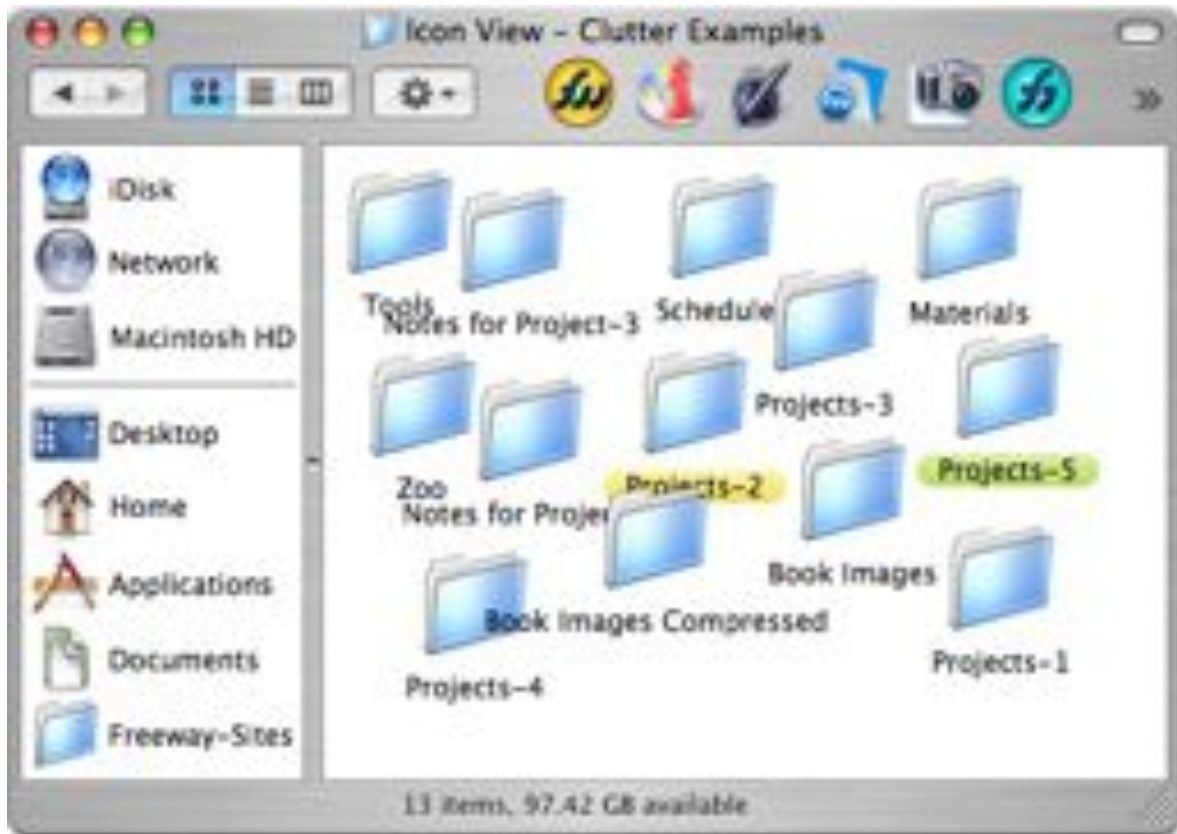 Icon View – Clutter Examples
iDisk
Network
Macintosh HD
Desktop
Home
Applications
Documents
Freeway-Sites
Tools
Notes for Project-3
Schedule
Materials
Projects-3
Zoo
Notes for
Projects-2
Projects-5
Book Images
Book Images Compressed
Projects-4
Projects-1
13 items, 97.42 GB available